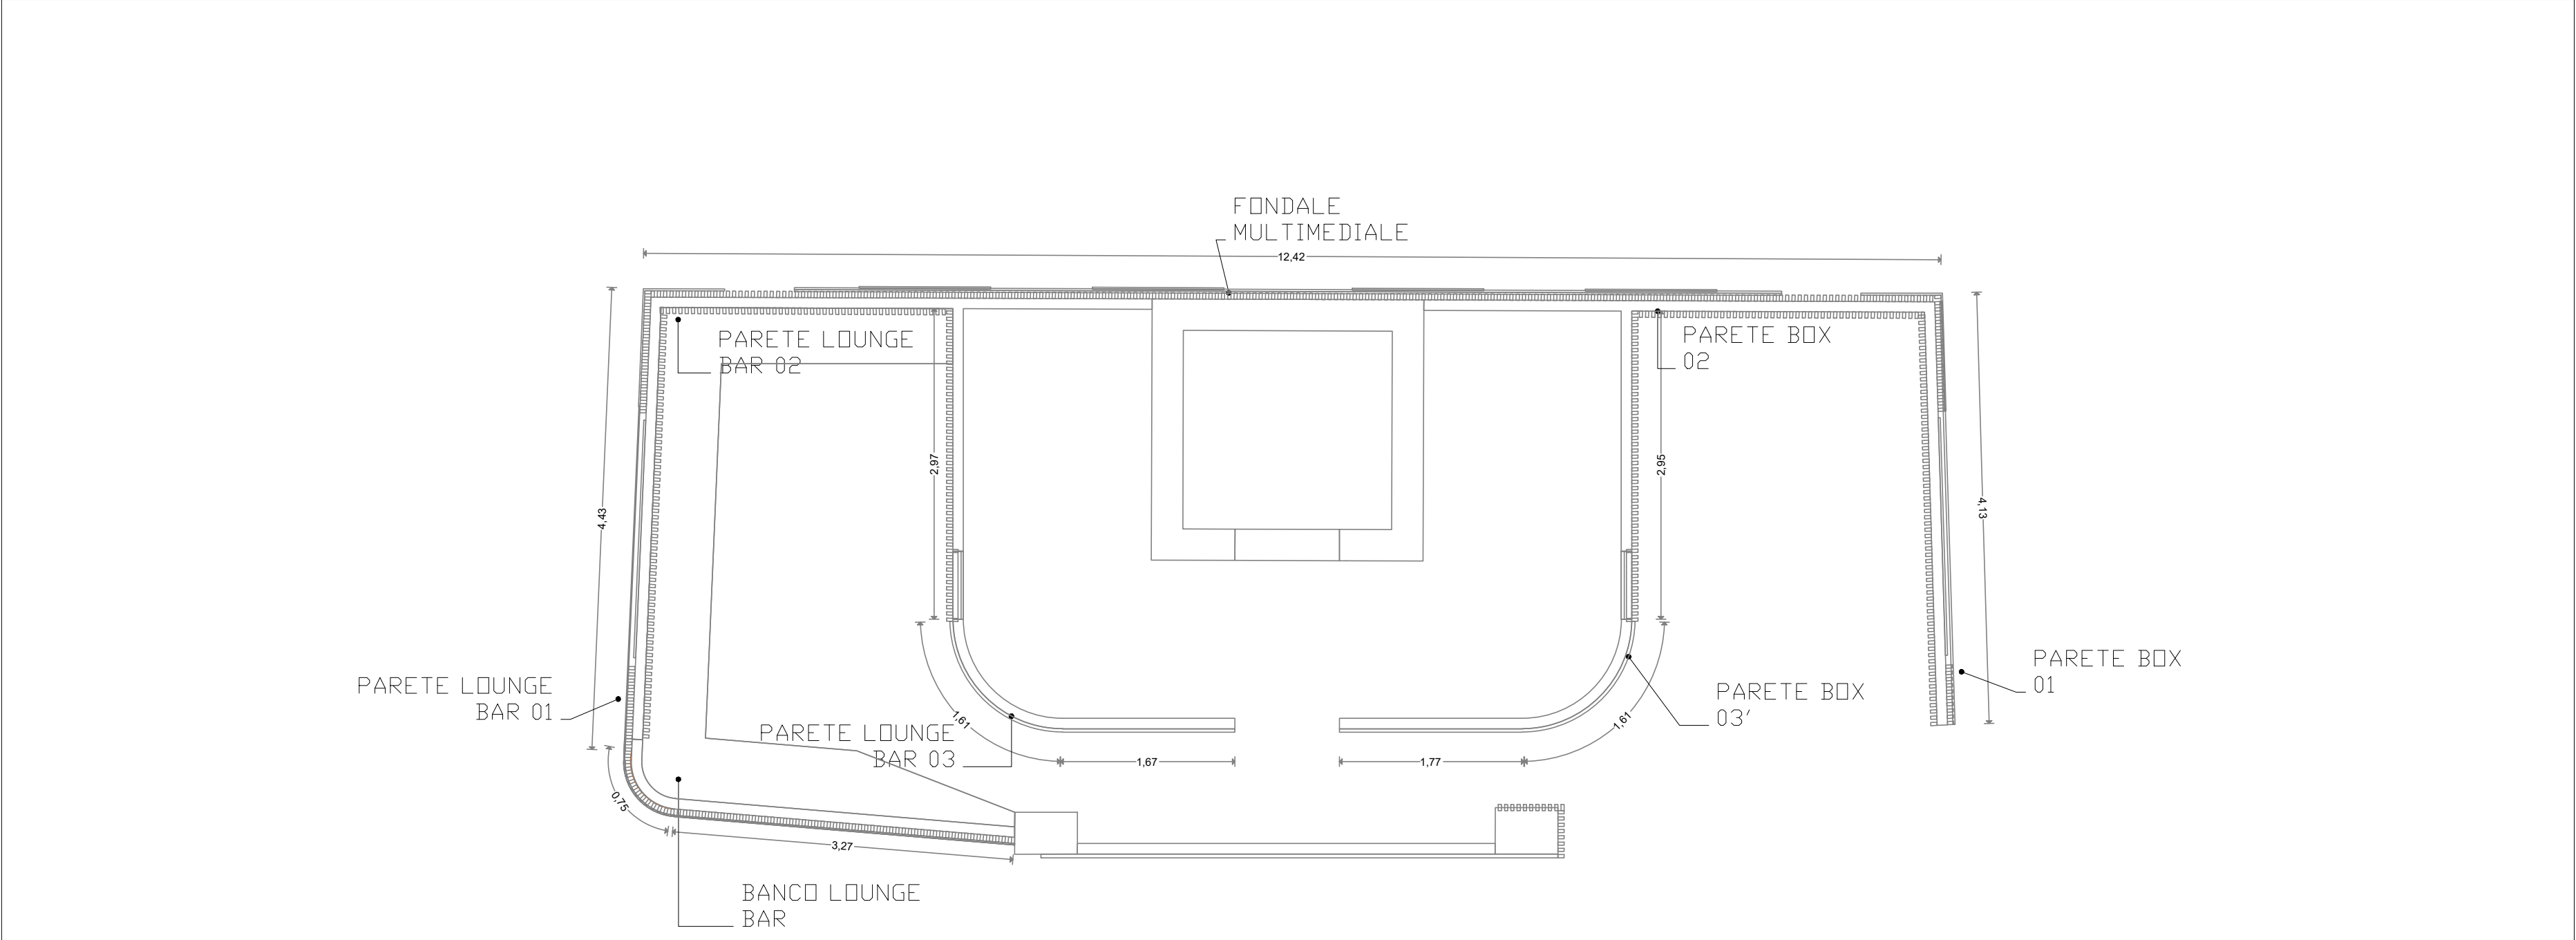 FONDALE
MULTIMEDIALE
12,42
PARETE LOUNGE
BAR 02
PARETE BOX
02
2,97
2,95
4,43
4,13
PARETE LOUNGE
BAR 01
PARETE BOX
01
PARETE BOX
03'
1,61
1,61
PARETE LOUNGE
BAR 03
1,67
1,77
0,75
3,27
BANCO LOUNGE
BAR